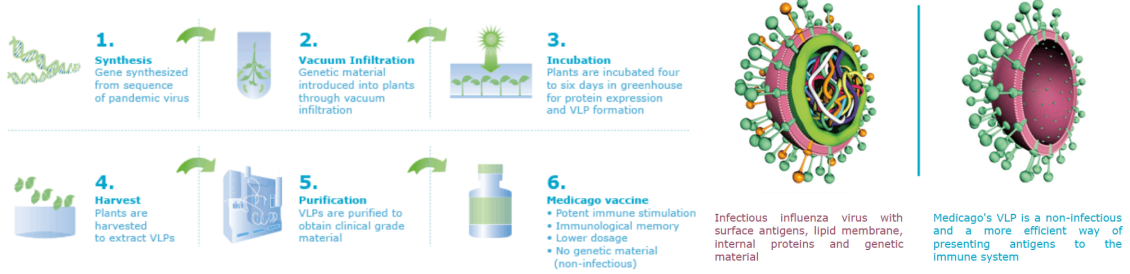 1.
Synthesis
Gene synthesized
from sequence
of pandemic virus
2.
Vacuum Infiltration
Genetic material
introduced into plants
through vacuum
infiltration
3.
Incubation
Plants are incubated four
to six days in greenhouse
for protein expression
and VLP formation
4.
Harvest
Plants are
harvested
to extract VLPs
5.
Purification
VLPs are purified to
obtain clinical grade
material
6.
Medicago vaccine
• Potent immune stimulation
• Immunological memory
• Lower dosage
• No genetic material
(non-infectious)
Infectious influenza virus with
surface antigens, lipid membrane,
internal proteins and genetic
material
Medicago's VLP is a non-infectious
and a more efficient way of
presenting antigens to the
immune system